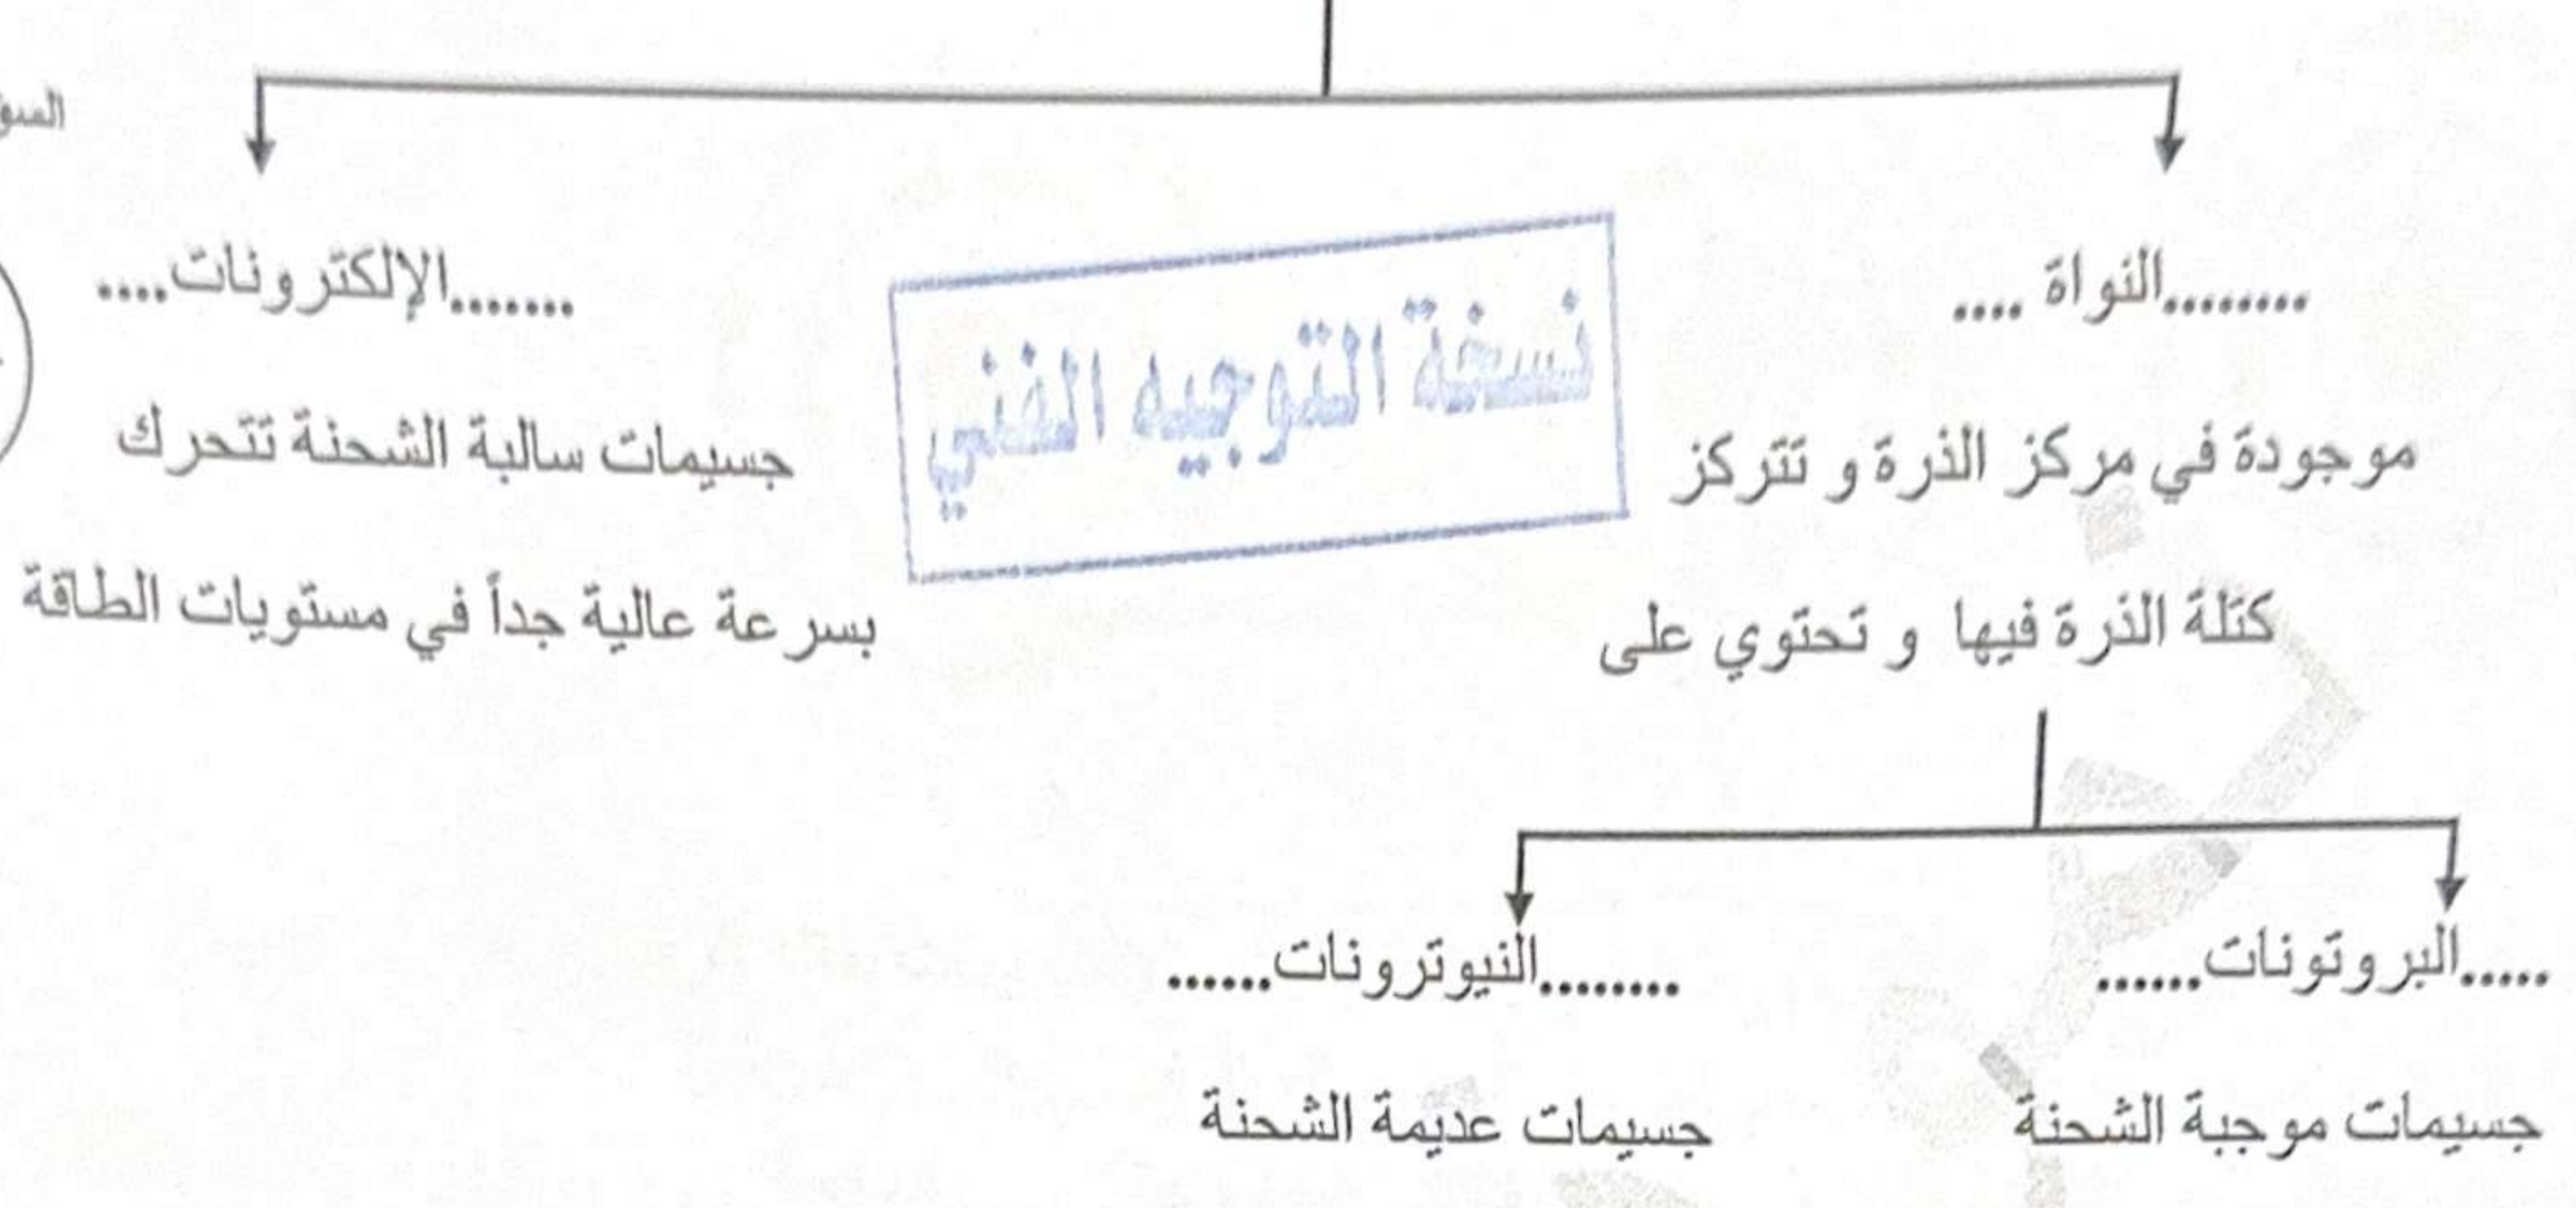 ........النواة ....
موجودة في مركز الذرة و تتركز
كتلة الذرة فيها و تحتوي على
.......الإلكترونات....
جسيمات سالبة الشحنة تتحرك
بسرعة عالية جداً في مستويات الطاقة
نسخة التوجيه الفني
.....البروتونات......
جسيمات موجبة الشحنة
........النيوترونات......
جسيمات عديمة الشحنة